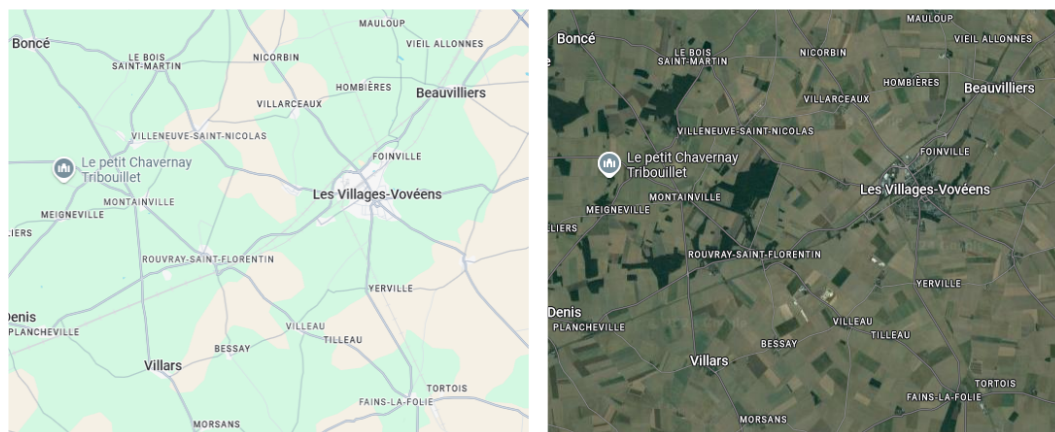 MAULOUP
Boncé
VIEIL ALLONNES
LE BOIS
SAINT-MARTIN
NICORBIN
HOMBIÈRES
Beauvilliers
VILLARCEAUX
VILLENEUVE-SAINT-NICOLAS
FOINVILLE
Le petit Chavernay
Tribouillet
Les Villages-Vovéens
MONTAINVILLE
MEIGNEVILLE
LIERS
ROUVRAY-SAINT-FLORENTIN
YERVILLE
Denis
PLANCHEVILLE
VILLEAU
TILLEAU
BESSAY
Villars
TORTOIS
FAINS-LA-FOLIE
MORSANS
MAULOUP
Boncé
VIEIL ALLONNES
LE BOIS
SAINT-MARTIN
NICORBIN
e
HOMBIÈRES
Beauvilliers
VILLARCEAUX
VILLENEUVE-SAINT-NICOLAS
FOINVILLE
Le petit Chavernay
Tribouillet
Les Villages-Vovéens
MONTAINVILLE
MEIGNEVILLE
LLIERS
ROUVRAY-SAINT-FLORENTIN
YERVILLE
Denis
PLANCHEVILLE
VILLEAU
TILLEAU
BESSAY
Villars
TORTOIS
FAINS-LA-FOLIE
MORSANS